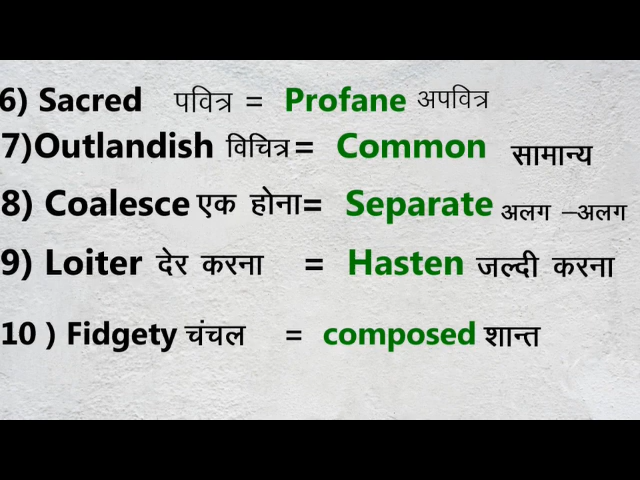 6) Sacred पवित्र = Profane अपवित्र
7)Outlandish विचित्र = Common सामान्य
8) Coalesce एक होना= Separate अलग –अलग
9) Loiter देर करना = Hasten जल्दी करना
10 ) Fidgety चंचल = composed शान्त